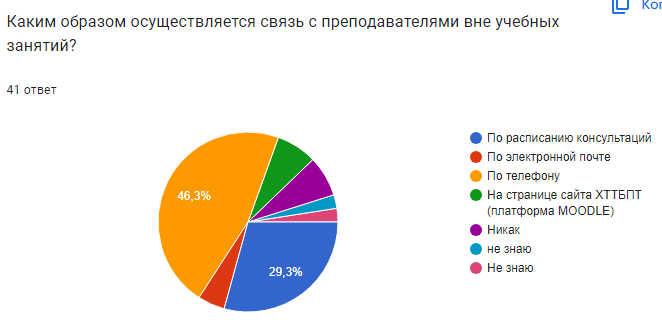 Каким образом осуществляется связь с преподавателями вне учебных
занятий?
41 ответ
46,3%
29,3%
По расписанию консультаций
По электронной почте
По телефону
На странице сайта ХТТБПТ
(платформа MOODLE)
Никак
не знаю
Не знаю